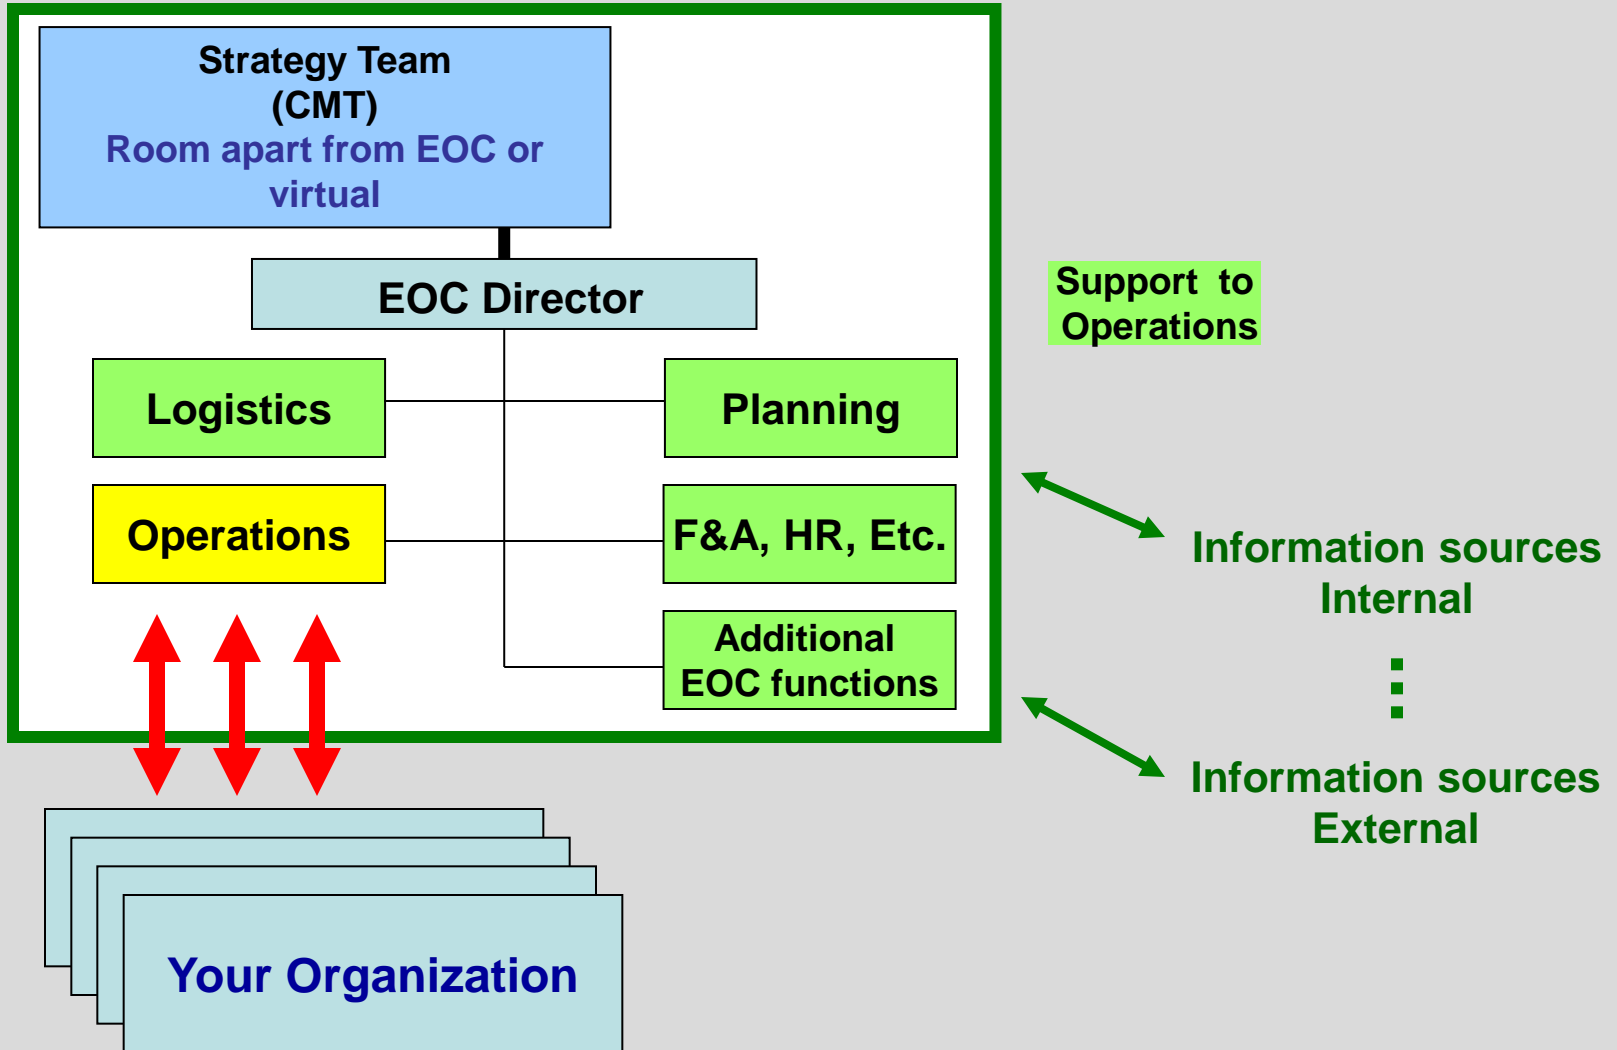 Strategy Team
(CMT)
Room apart from EOC or
virtual
EOC Director
Support to
Operations
Logistics
Planning
Operations
F&A, HR, Etc.
Additional
EOC functions
Information sources
Internal
Information sources
External
Your Organization